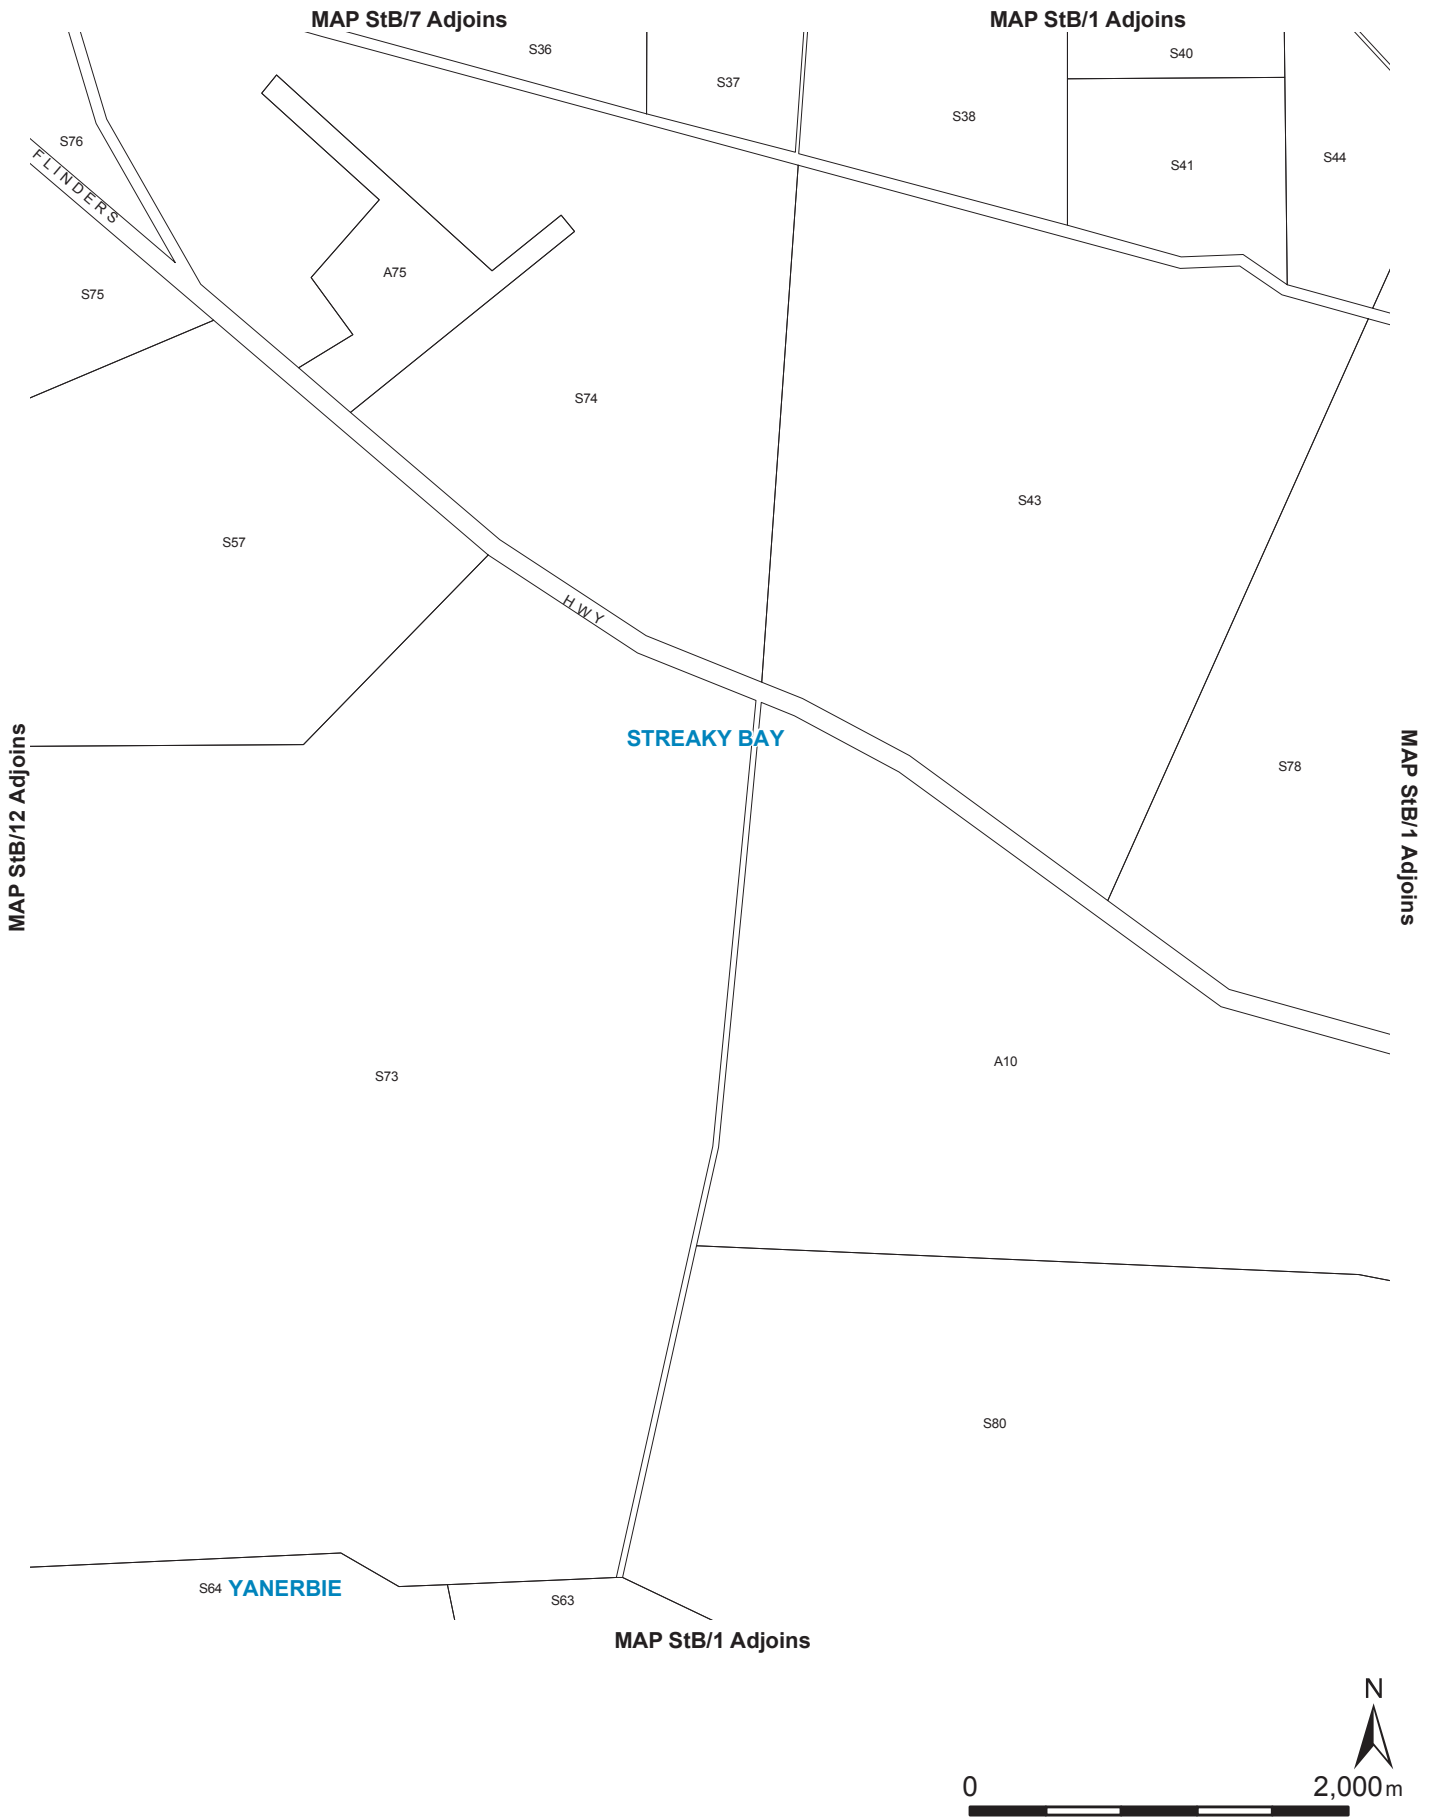 MAP StB/7 Adjoins
MAP StB/1 Adjoins
S36
S40
S37
S38
S76
S41
S44
FLINDERS
A75
S75
S74
S43
S57
HWY
STREAKY BAY
MAP StB/12 Adjoins
S78
MAP StB/1 Adjoins
A10
S73
S80
S64 YANERBIE
S63
MAP StB/1 Adjoins
N
0 2,000m